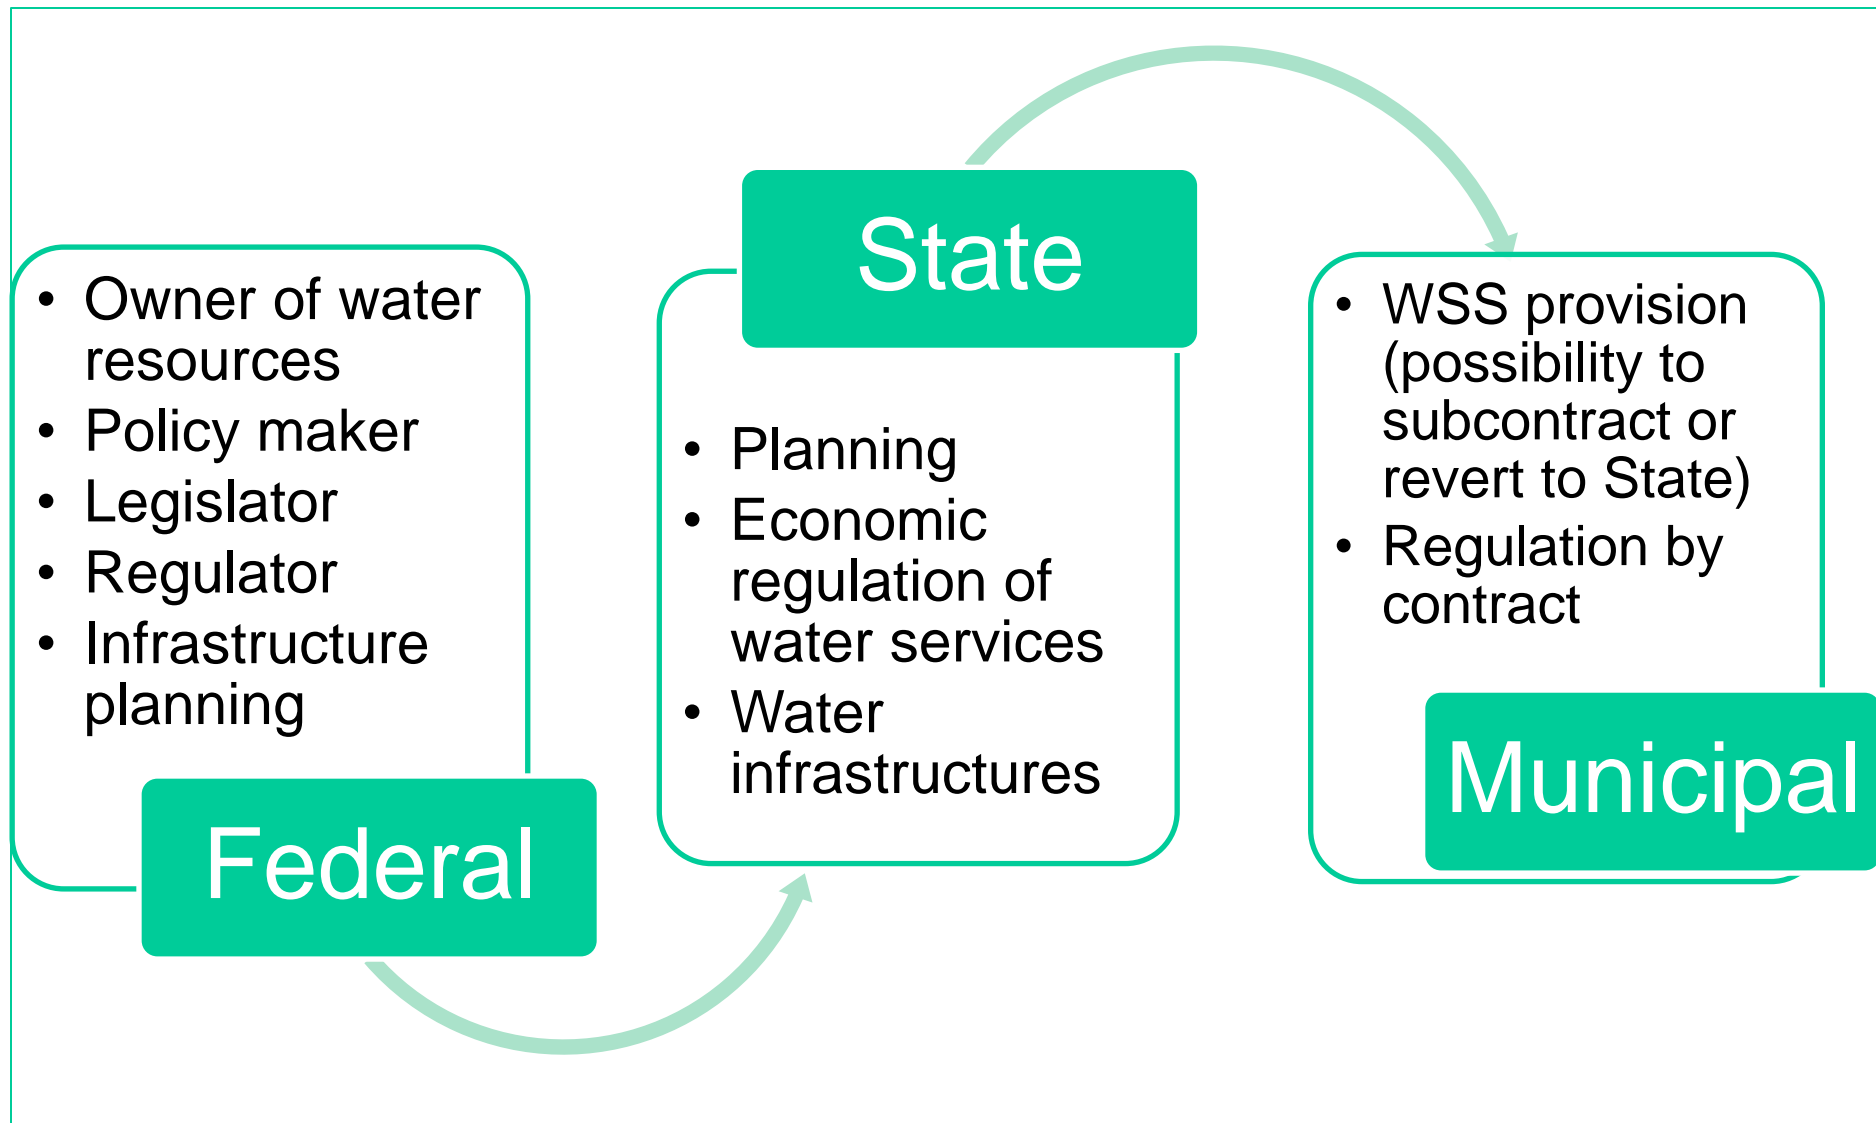 • Owner of water
resources
• Policy maker
• Legislator
• Regulator
• Infrastructure
planning
Federal
State
• Planning
• Economic
regulation of
water services
• Water
infrastructures
• WSS provision
(possibility to
subcontract or
revert to State)
• Regulation by
contract
Municipal